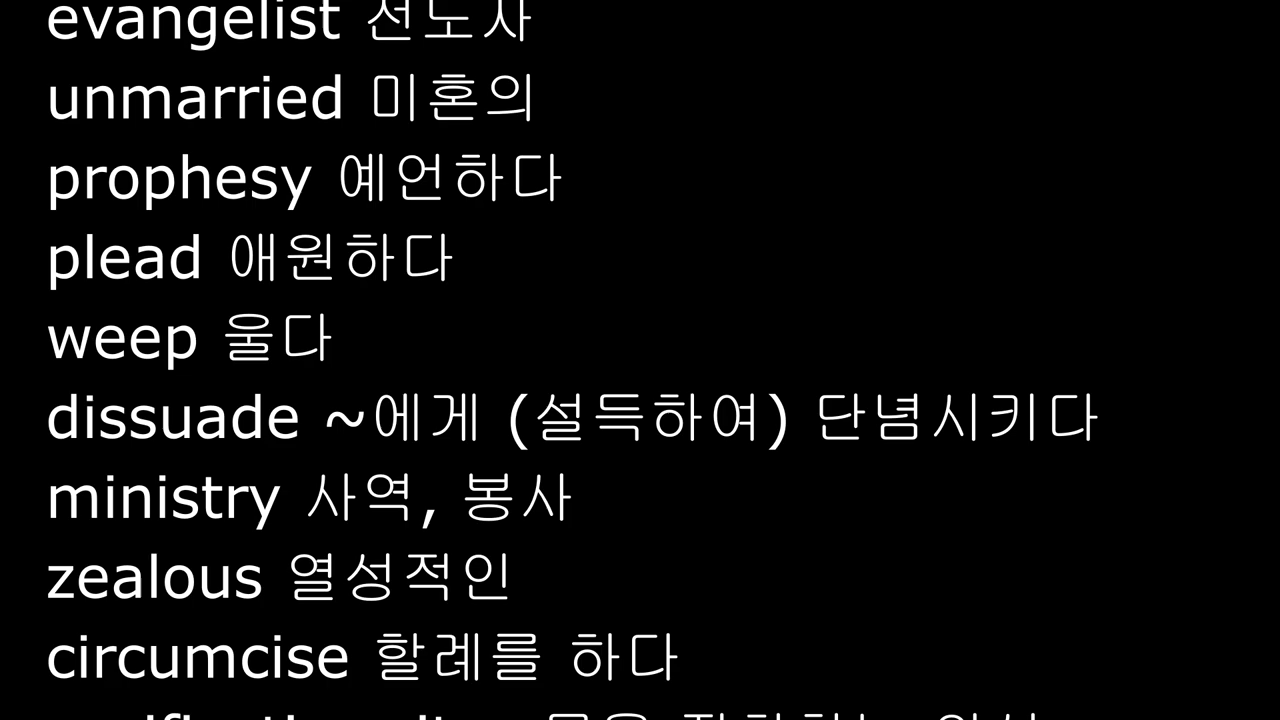 evangelist 전도자
unmarried 미혼의
prophesy 예언하다
plead 애원하다
weep 울다
dissuade ~에게 (설득하여) 단념시키다
ministry 사역, 봉사
zealous 열성적인
circumcise 할례를 하다